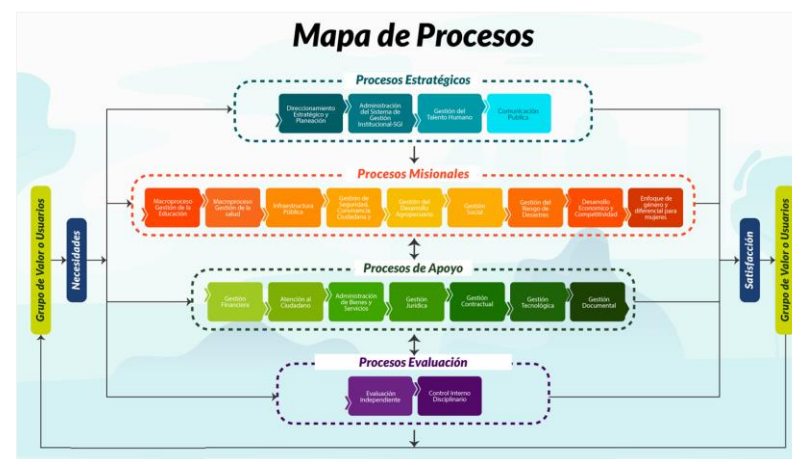 Mapa de Procesos
Procesos Estratégicos
Direccionamiento
Estratégico y
Planeación
Administración
del Sistema de
Gestión
Institucional-SGI
Gestión del
Talento Humano
Comunicación
Pública
Procesos Misionales
Macroproceso
Gestión de la
Educación
Macroproceso
Gestión de la
salud
Infraestructura
Pública
Gestión de
Seguridad,
Convivencia
Ciudadana y
Gestión del
Desarrollo
Agropecuario
Gestión
Social
Gestión del
Riesgo de
Desastres
Desarrollo
Económico y
Competitividad
Enfoque de
género y
diferencial para
mujeres
Procesos de Apoyo
Gestión
Financiera
Atención al
Ciudadano
Administración
de Bienes y
Servicios
Gestión
Jurídica
Gestión
Contractual
Gestión
Tecnológica
Gestión
Documental
Procesos Evaluación
Evaluación
Independiente
Control Interno
Disciplinario
Grupo de Valor o Usuarios
Necesidades
Satisfacción
Grupo de Valor o Usuarios